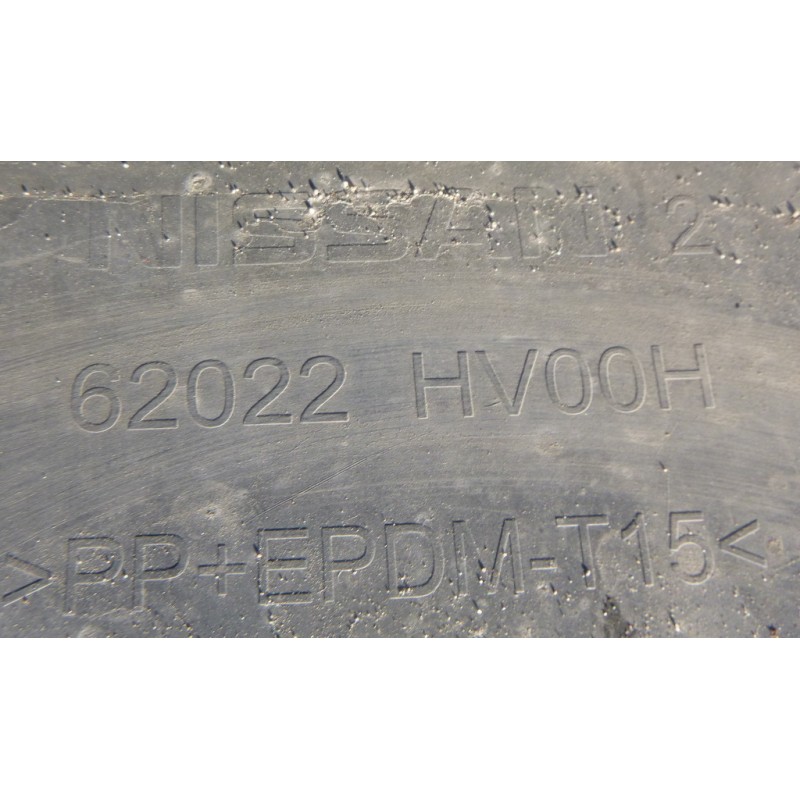 NISSAN 2
62022 HV00H
>PP+EPDM-T15<